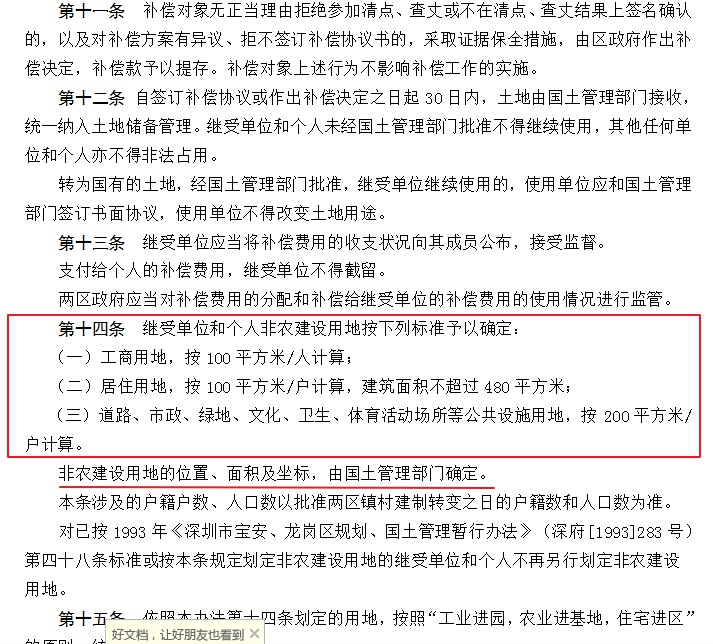 第十一条 补偿对象无正当理由拒绝参加清点、查丈或不在清点、查丈结果上签名确认
的，以及对补偿方案有异议、拒不签订补偿协议书的，采取证据保全措施，由区政府作出补
偿决定，补偿款予以提存。补偿对象上述行为不影响补偿工作的实施。
第十二条 自签订补偿协议或作出补偿决定之日起 30 日内，土地由国土管理部门接收，
统一纳入土地储备管理。继受单位和个人未经国土管理部门批准不得继续使用，其他任何单
位和个人亦不得非法占用。
转为国有的土地，经国土管理部门批准，继受单位继续使用的，使用单位应和国土管理
部门签订书面协议，使用单位不得改变土地用途。
第十三条 继受单位应当将补偿费用的收支状况向其成员公布，接受监督。
支付给个人的补偿费用，继受单位不得截留。
两区政府应当对补偿费用的分配和补偿给继受单位的补偿费用的使用情况进行监管。
第十四条 继受单位和个人非农建设用地按下列标准予以确定：
（一）工商用地，按 100 平方米/人计算；
（二）居住用地，按 100 平方米/户计算，建筑面积不超过 480 平方米；
（三）道路、市政、绿地、文化、卫生、体育活动场所等公共设施用地，按 200 平方米/
户计算。
非农建设用地的位置、面积及坐标，由国土管理部门确定。
本条涉及的户籍户数、人口数以批准两区镇村建制转变之日的户籍数和人口数为准。
对已按 1993 年《深圳市宝安、龙岗区规划、国土管理暂行办法》（深府[1993]283 号）
第四十八条标准或按本条规定划定非农建设用地的继受单位和个人不再另行划定非农建设
用地。
第十五条 依照本办法第十四条划定的用地，按照“工业进园，农业进基地，住宅进区”
好文档，让好朋友也看到